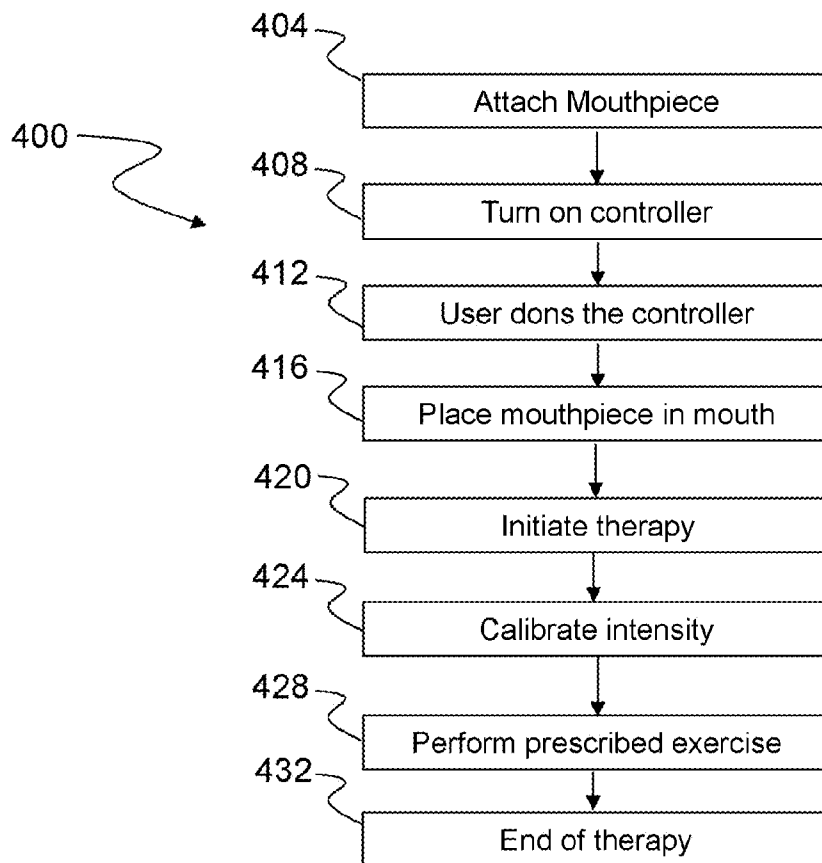 404
Attach Mouthpiece
400
408
Turn on controller
412
User dons the controller
416
Place mouthpiece in mouth
420
Initiate therapy
424
Calibrate intensity
428
Perform prescribed exercise
432
End of therapy